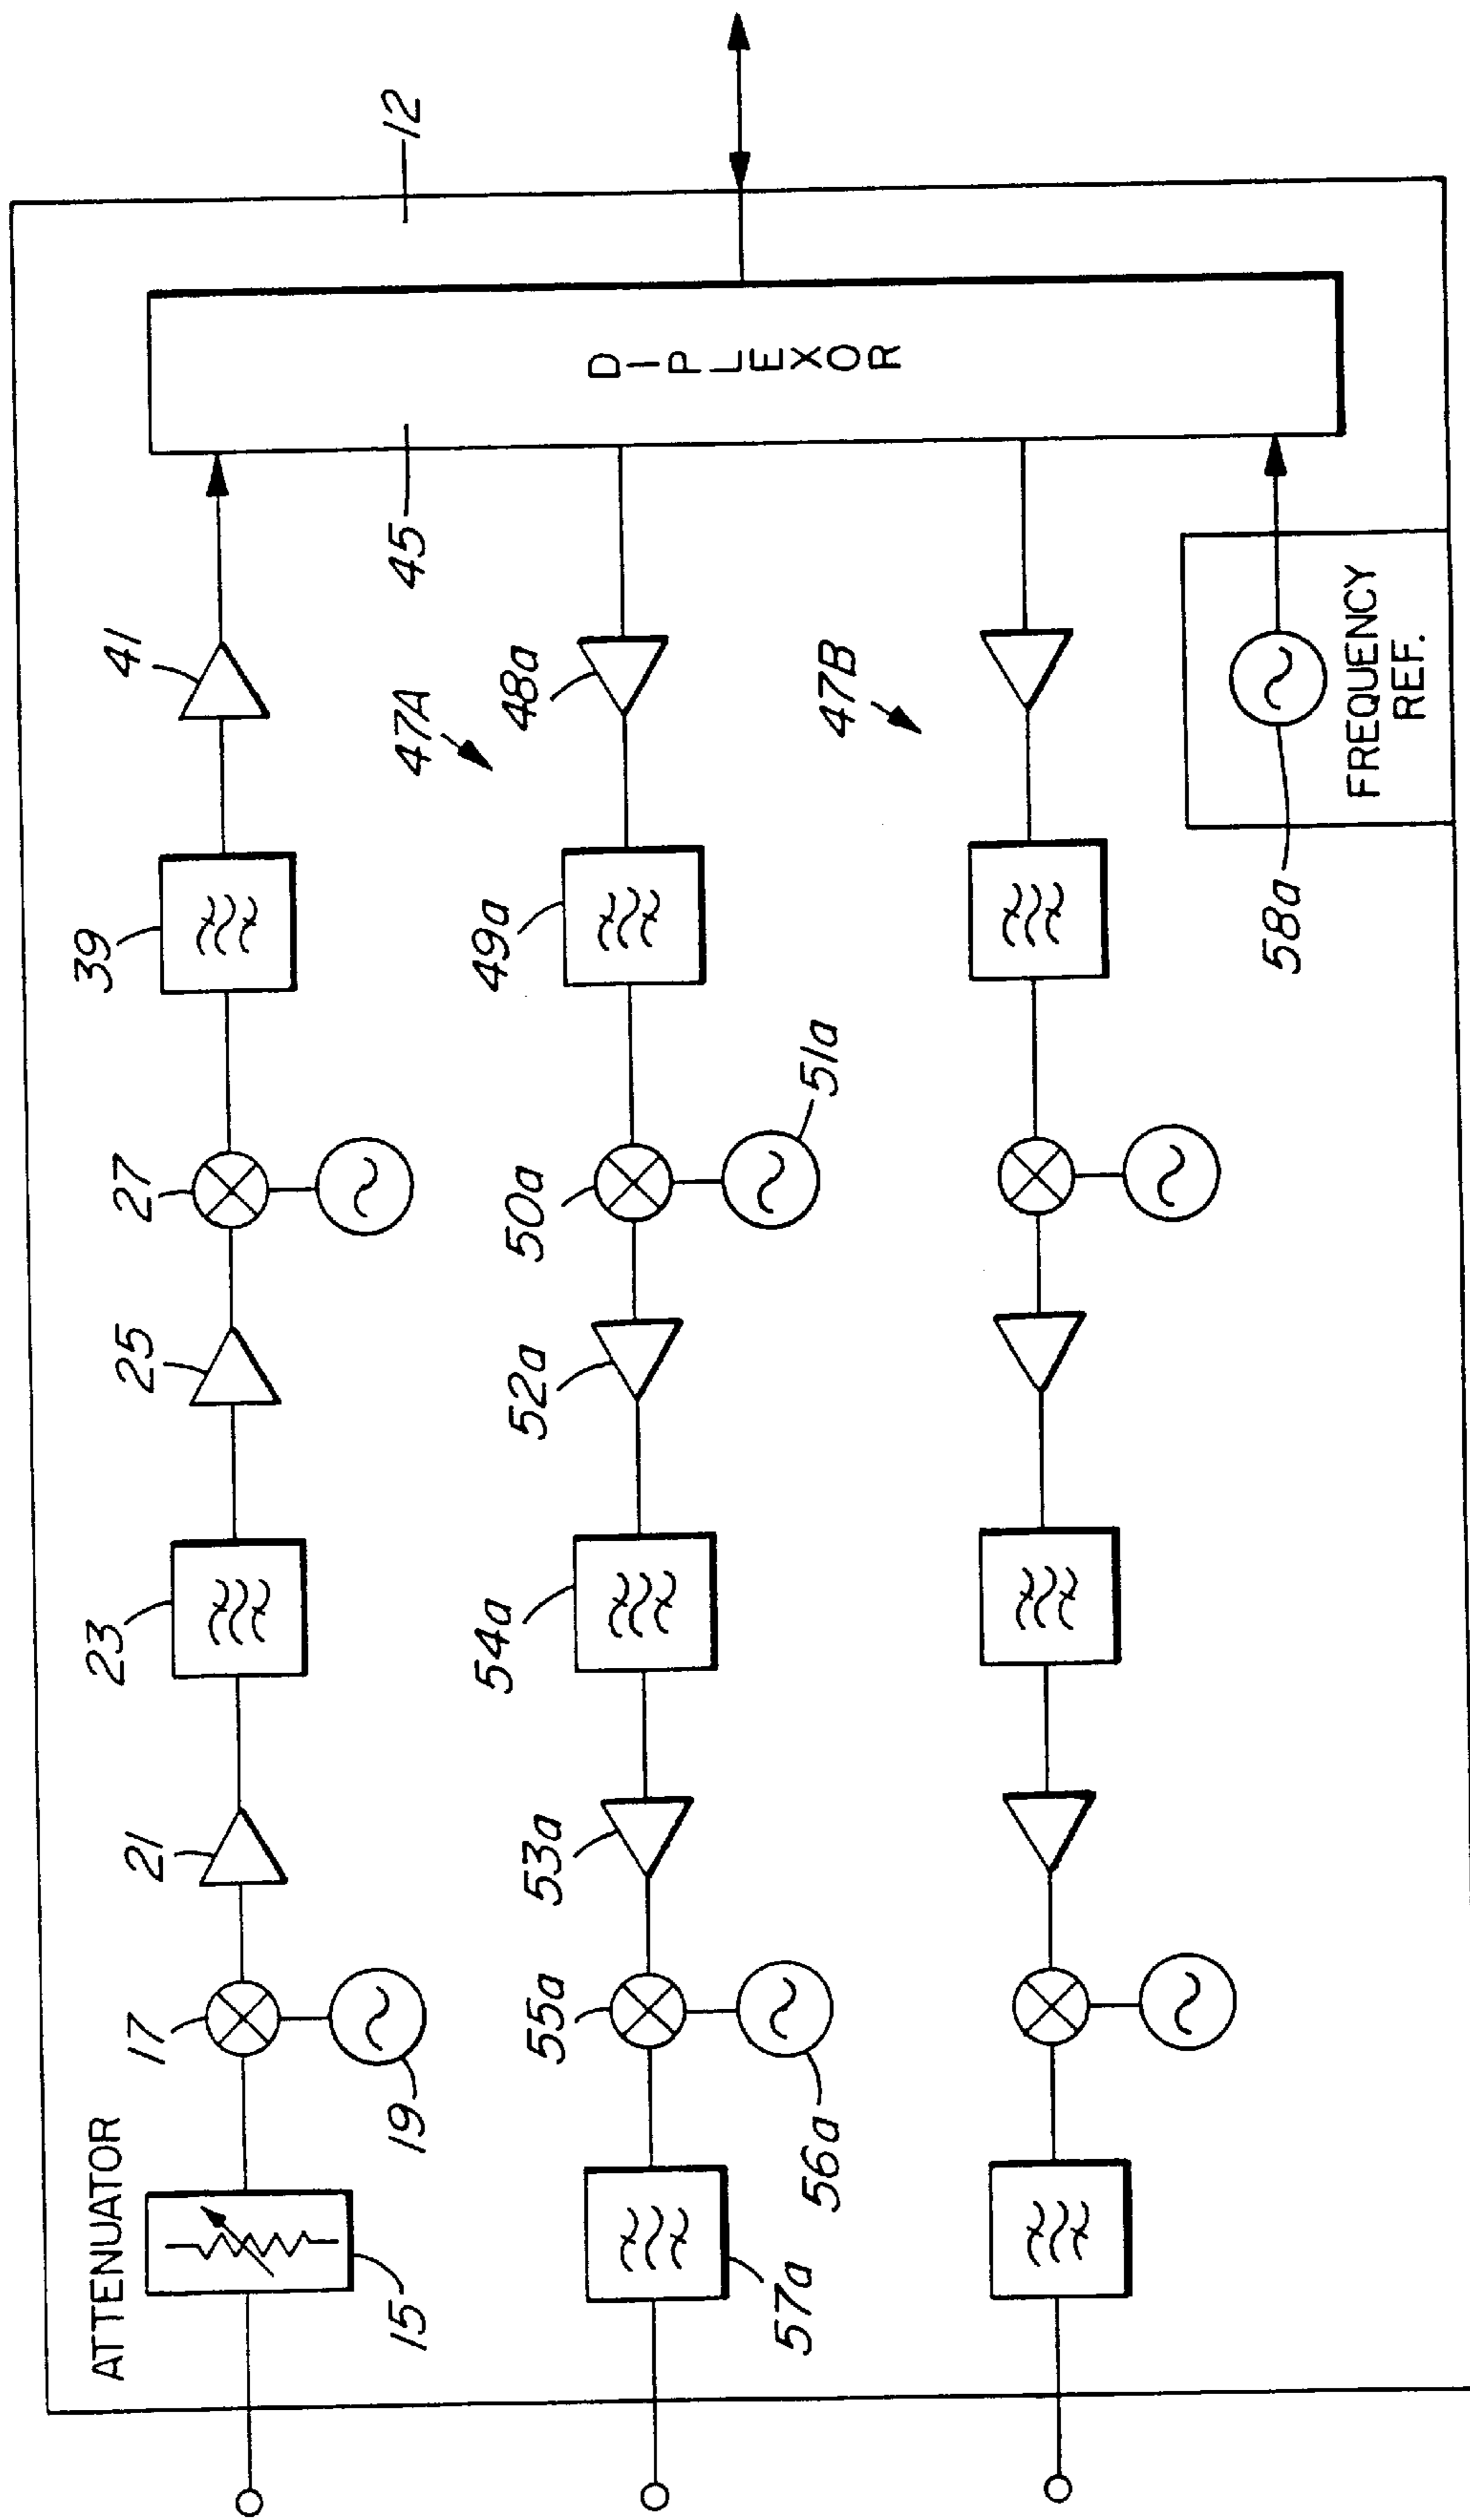 ATTENUATOR
15
17
19
21
23
25
27
39
41
12
45
DIPLEXOR
47A
48a
49a
50a
51a
52a
54a
53a
55a
56a
57a
47B
58a
FREQUENCY
REF.